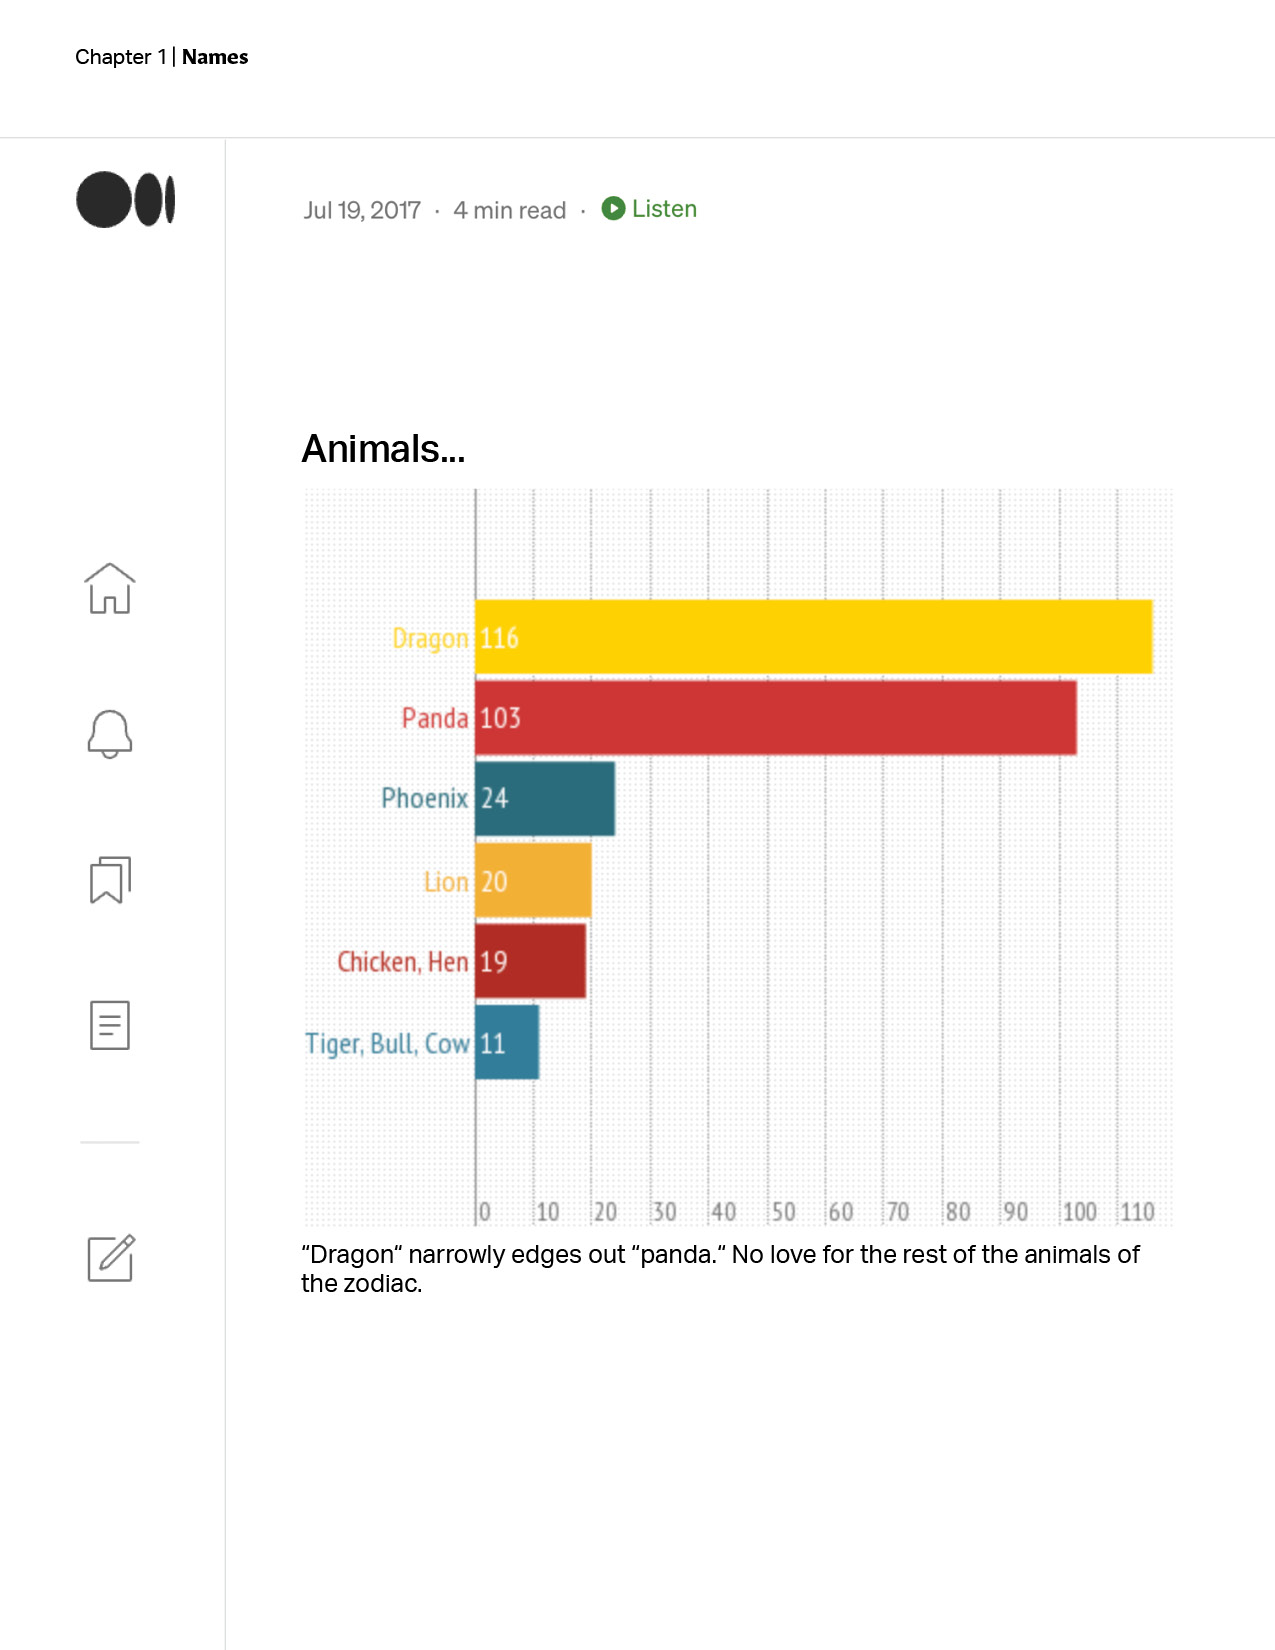 Chapter 1 | Names
Jul 19, 2017 · 4 min read · Listen
Animals...
Dragon 116
Panda 103
Phoenix 24
Lion 20
Chicken, Hen 19
Tiger, Bull, Cow 11
0 10 20 30 40 50 60 70 80 90 100 110
“Dragon“ narrowly edges out “panda.“ No love for the rest of the animals of
the zodiac.